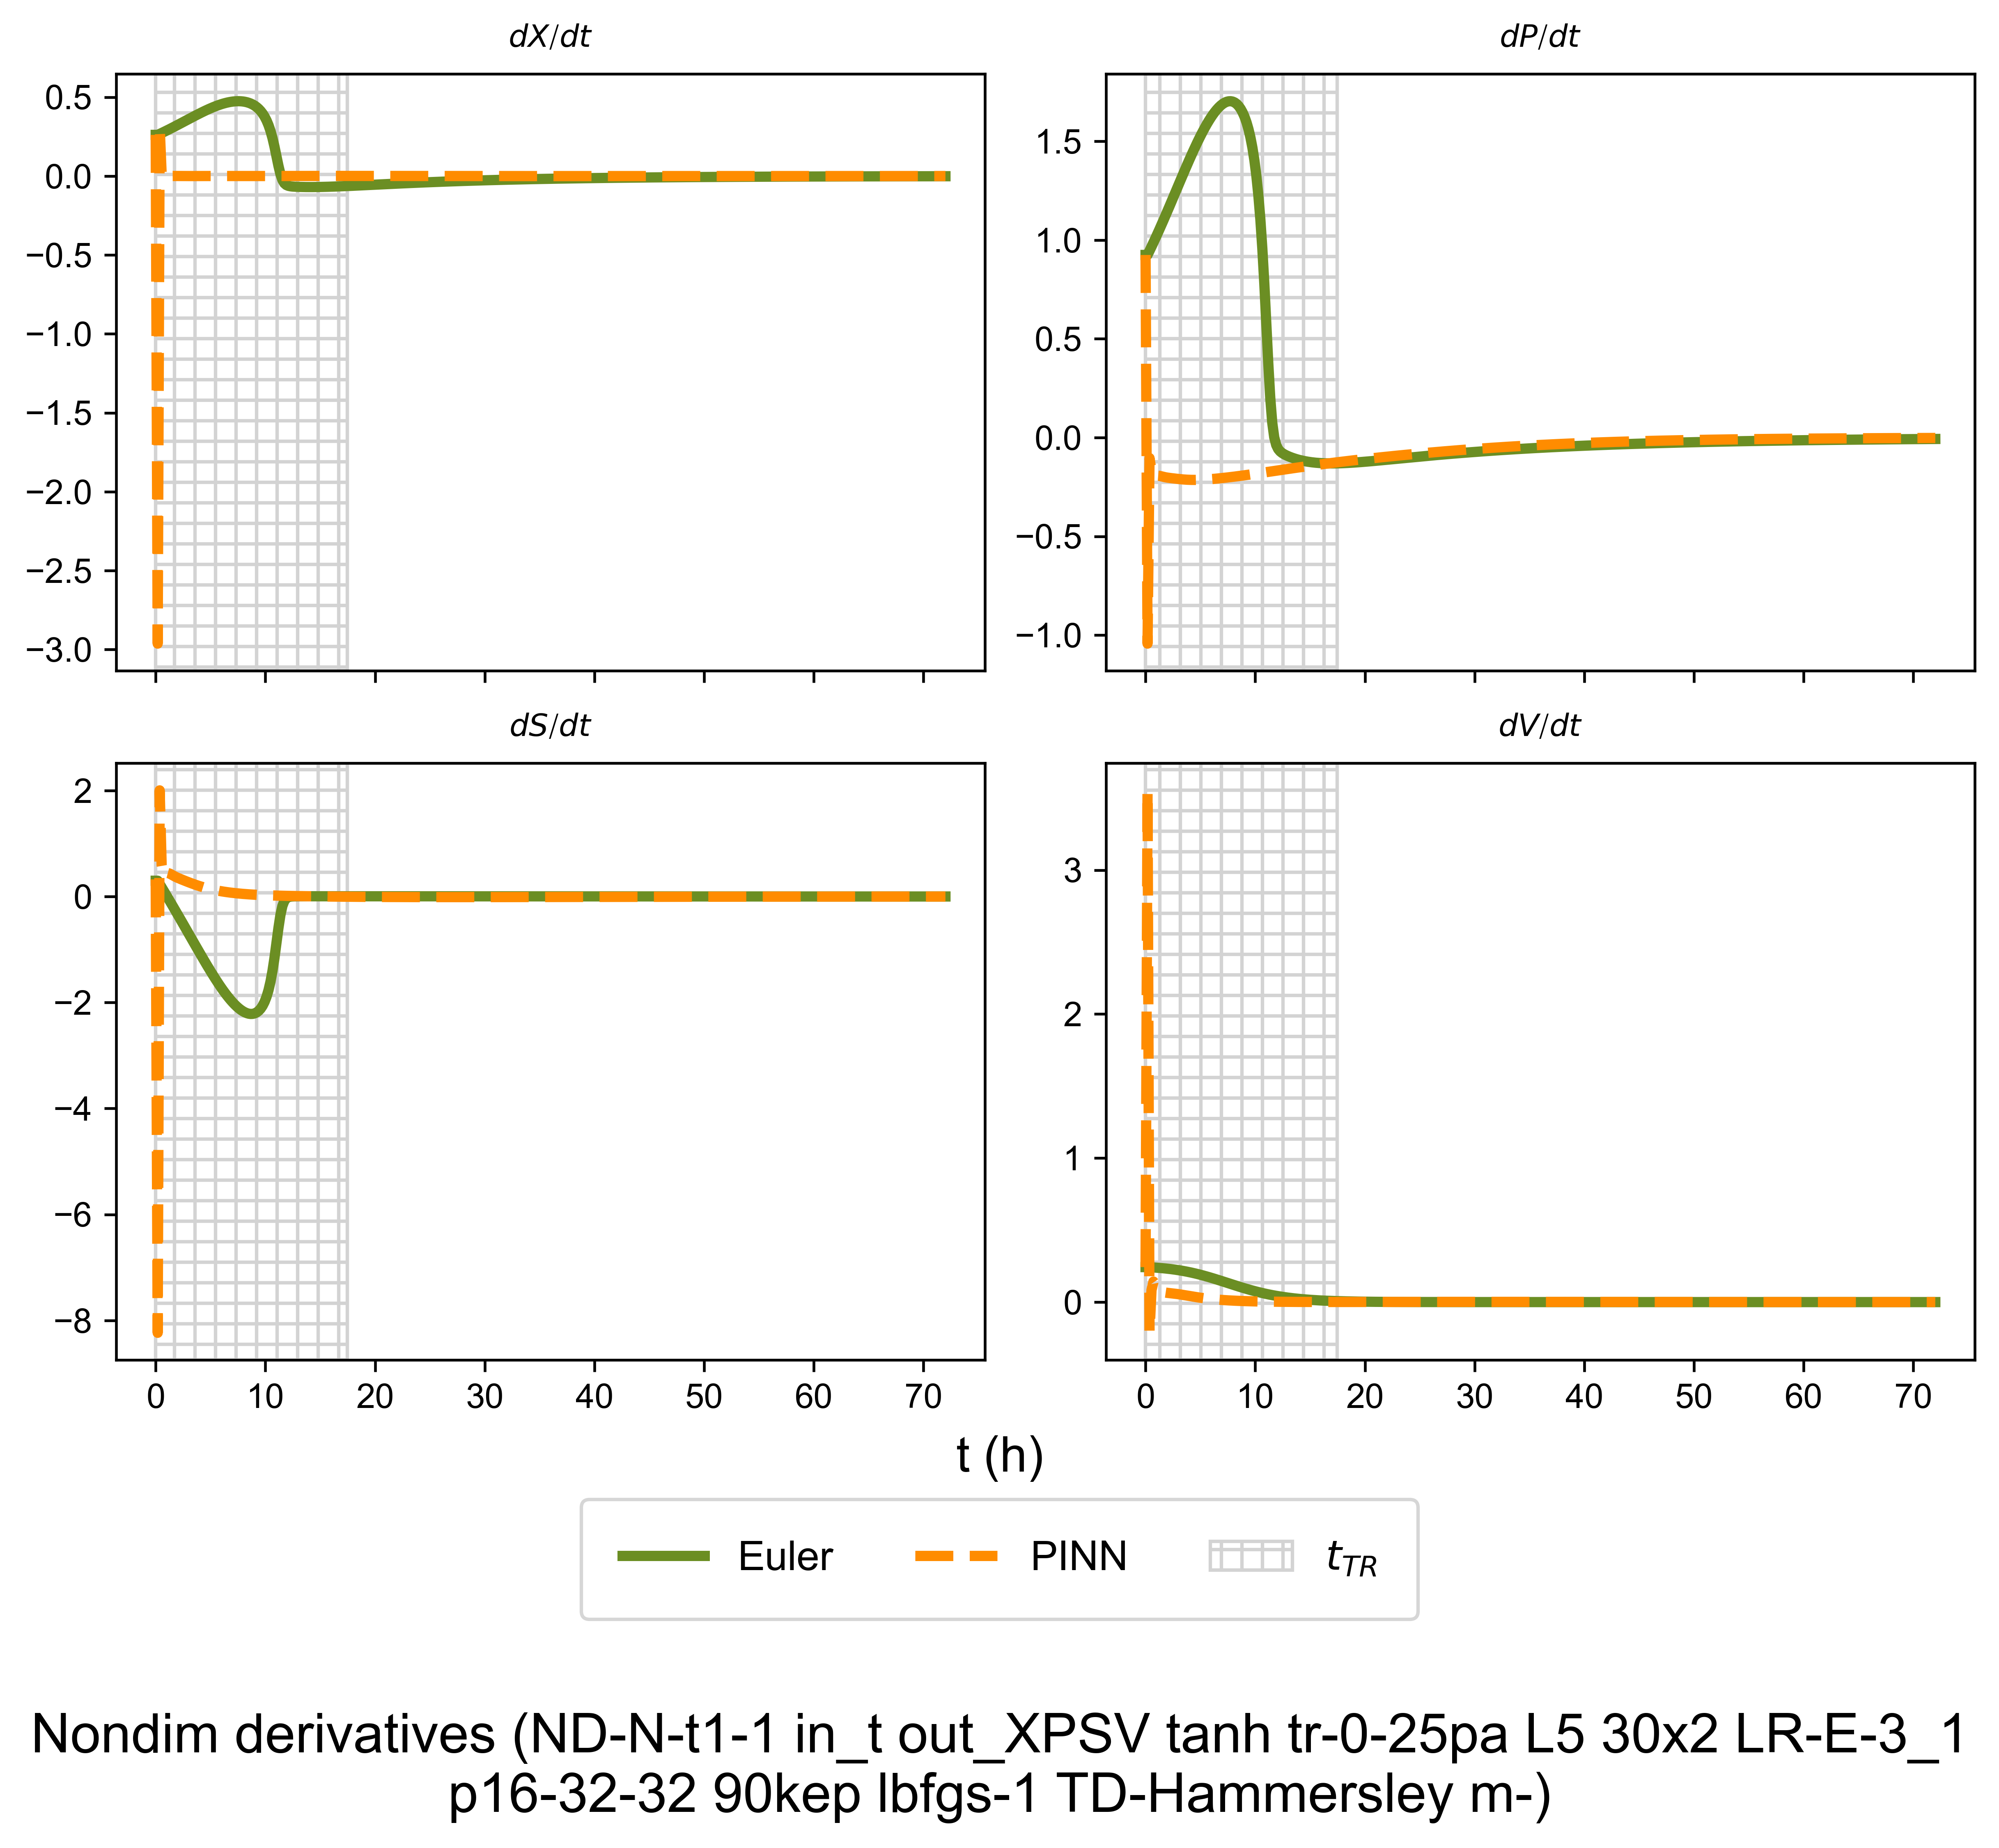 dX/dt
dP/dt
0.5
0.0
−0.5
−1.0
−1.5
−2.0
−2.5
−3.0
1.5
1.0
0.5
0.0
−0.5
−1.0
dS/dt
dV/dt
2
0
−2
−4
−6
−8
3
2
1
0
0 10 20 30 40 50 60 70
0 10 20 30 40 50 60 70
t (h)
Euler PINN t_{TR}
Nondim derivatives (ND-N-t1-1 in_t out_XPSV tanh tr-0-25pa L5 30x2 LR-E-3_1
p16-32-32 90kep lbfgs-1 TD-Hammersley m-)